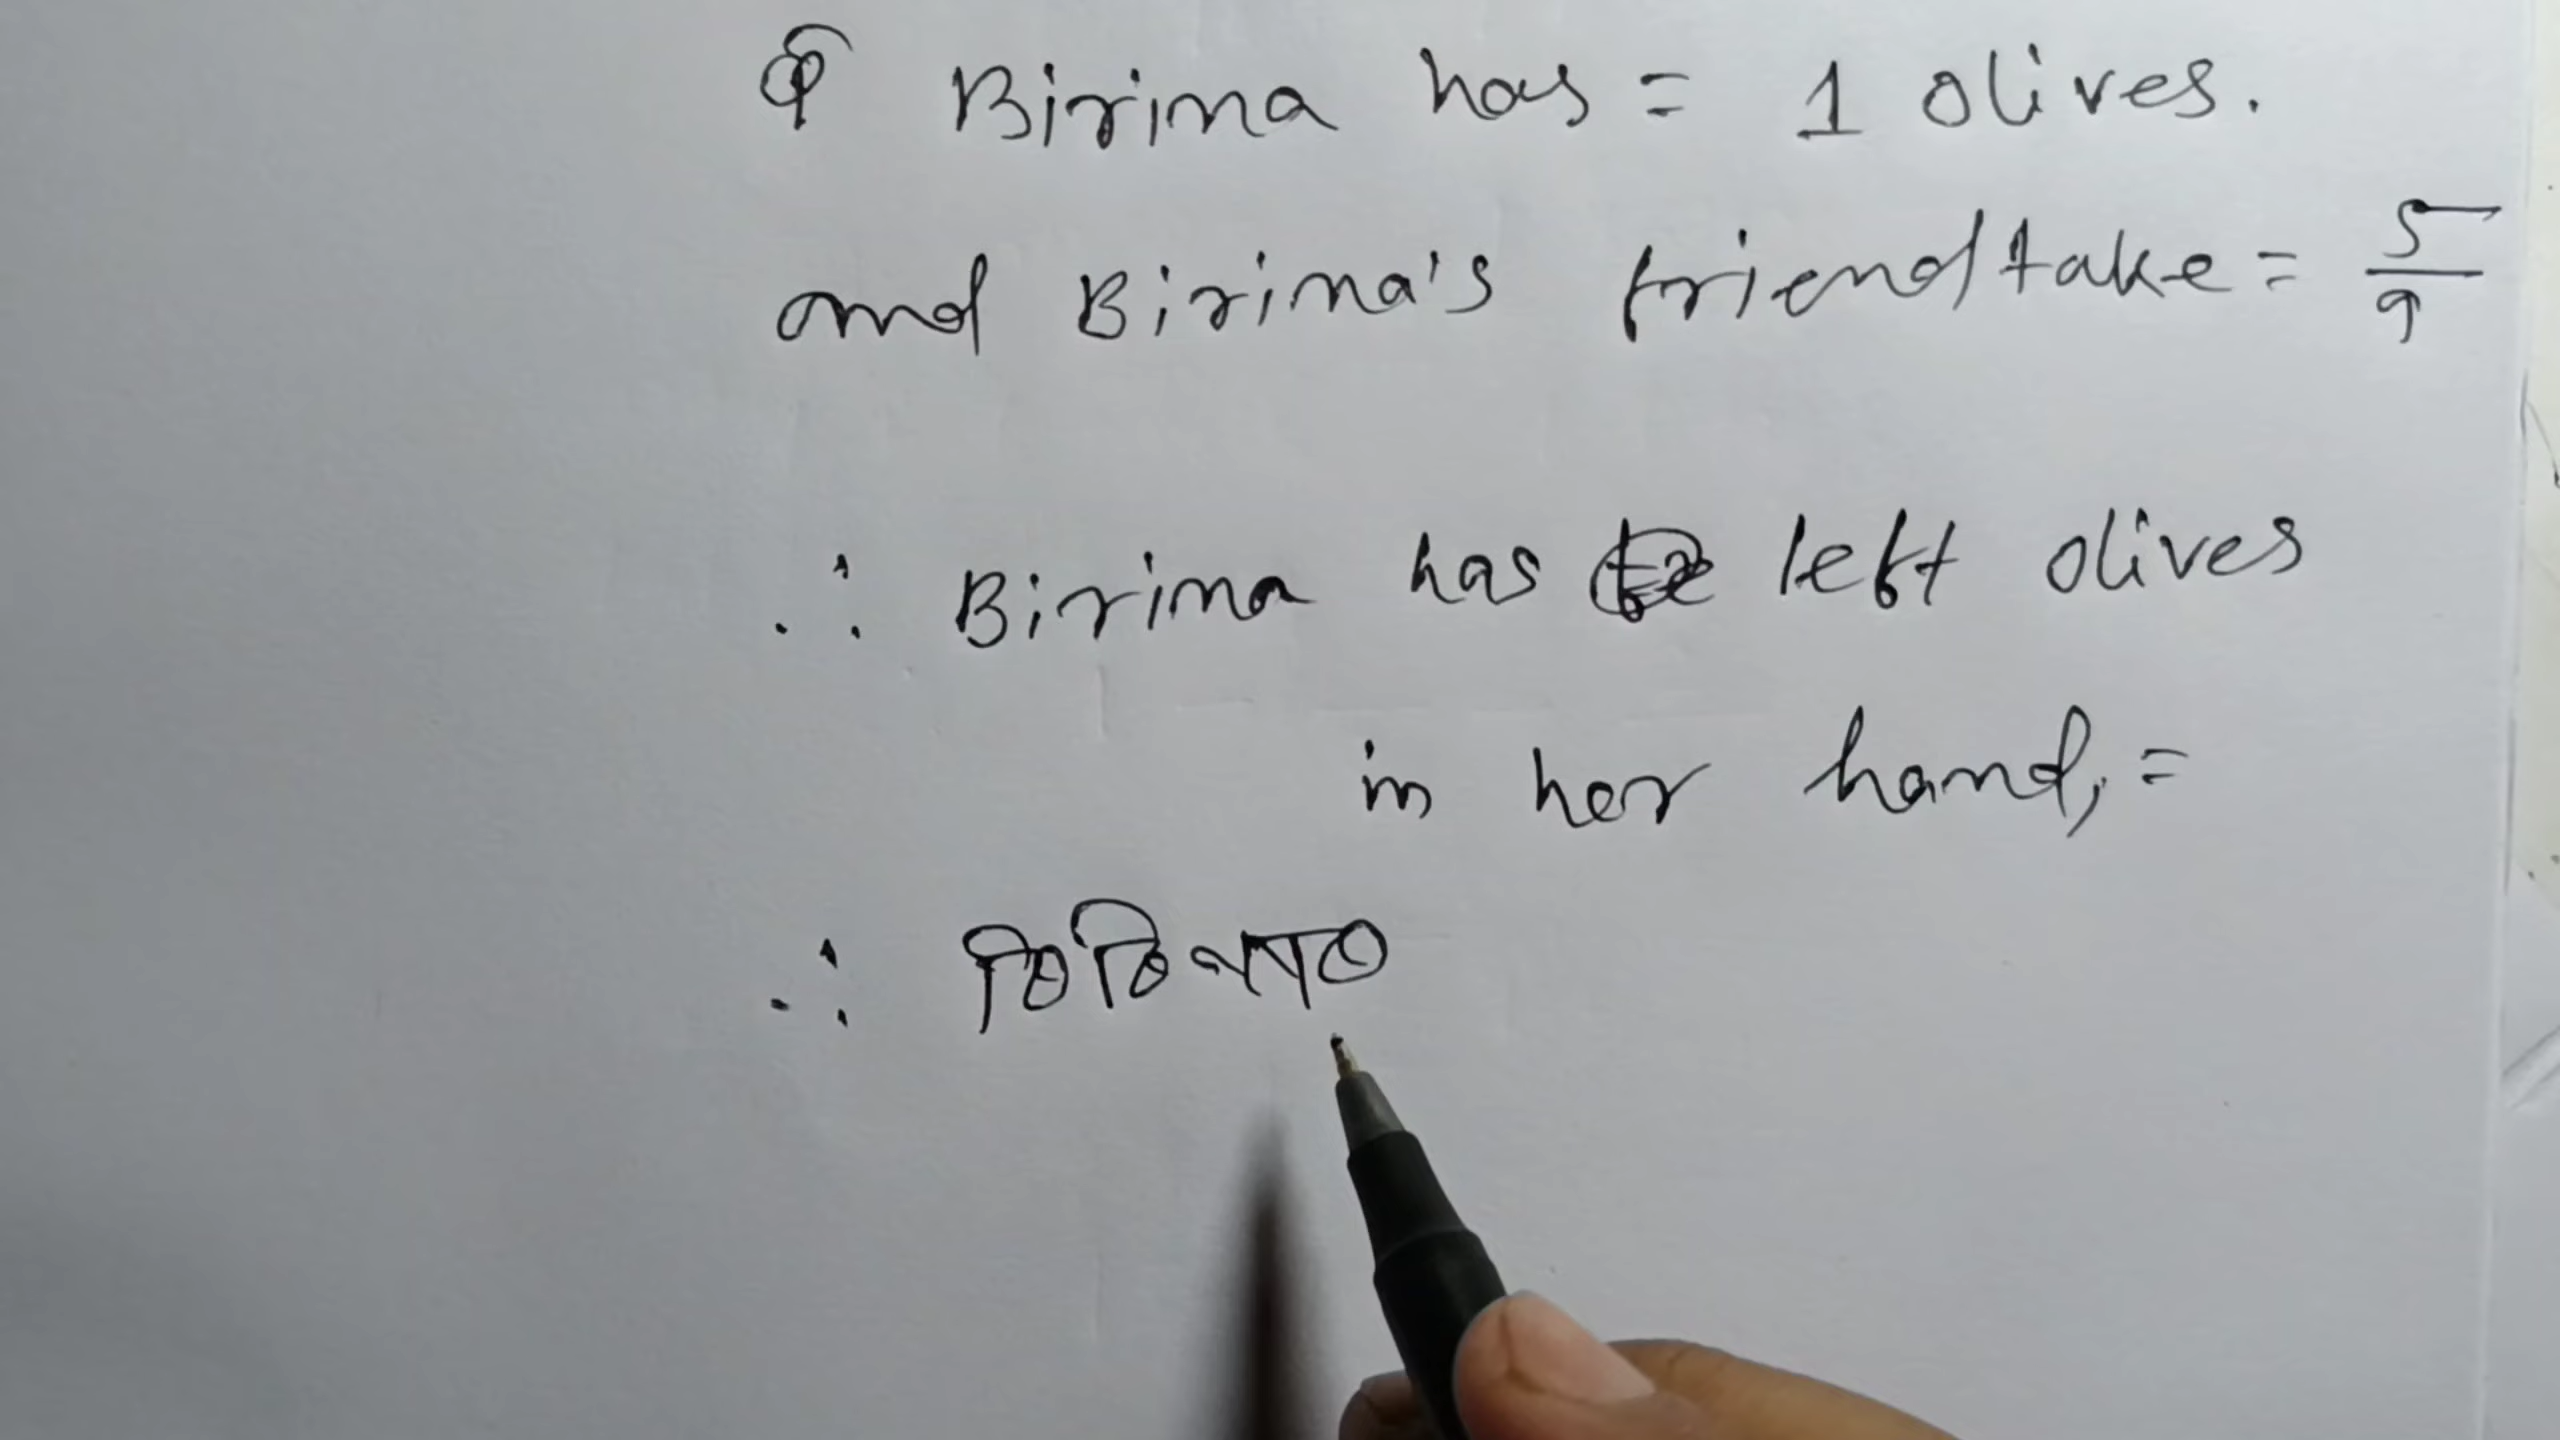 Birima has = 1 olives.
and Birima's friend take = 5/9
∴ Birima has left olives
in her hand, =
∴